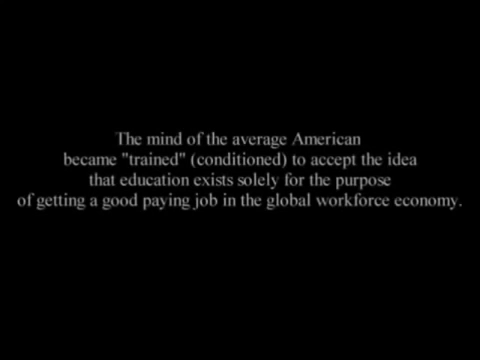 The mind of the average American
became "trained" (conditioned) to accept the idea
that education exists solely for the purpose
of getting a good paying job in the global workforce economy.